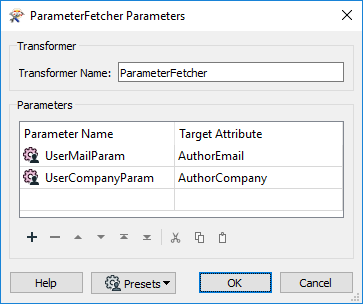 ParameterFetcher Parameters
Transformer
Transformer Name: ParameterFetcher
Parameters
Parameter Name Target Attribute
UserMailParam AuthorEmail
UserCompanyParam AuthorCompany
Help Presets OK Cancel